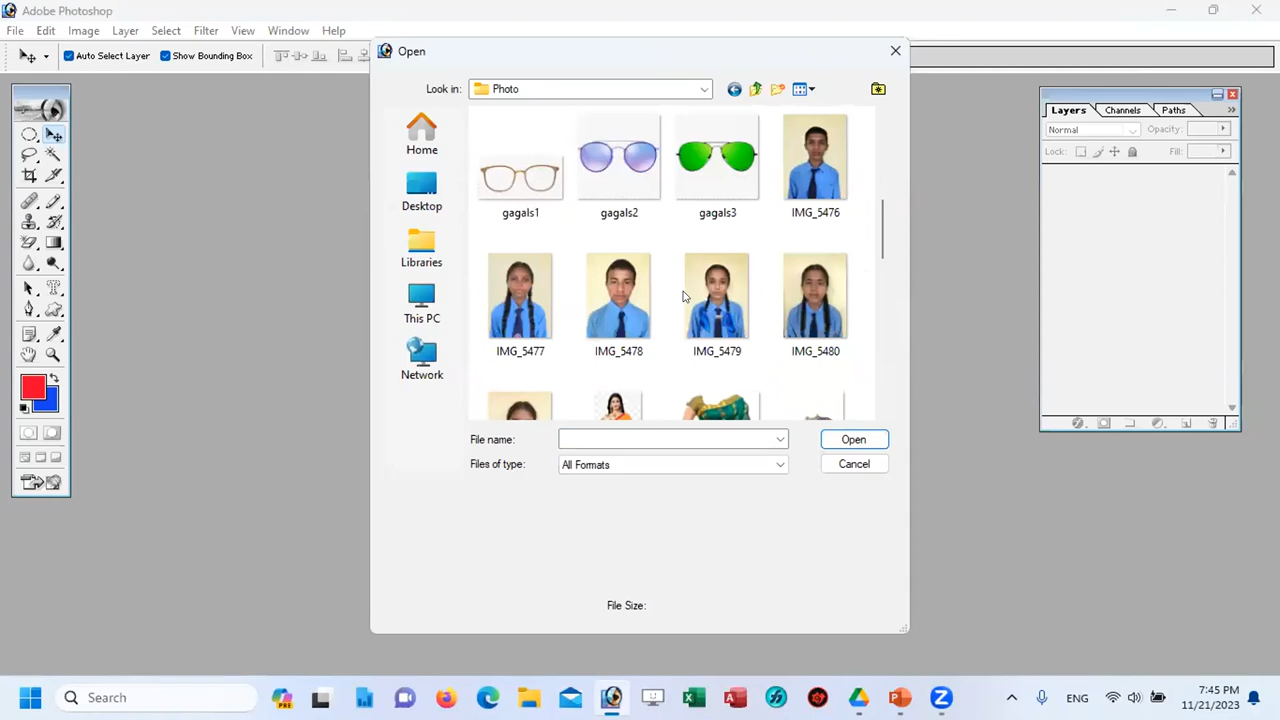 Adobe Photoshop
File Edit Image Layer Select Filter View Window Help
Auto Select Layer Show Bounding Box
Open
Look in: Photo
Home
Desktop
Libraries
This PC
Network
gagals1 gagals2 gagals3 IMG_5476
IMG_5477 IMG_5478 IMG_5479 IMG_5480
File name: Open
Files of type: All Formats Cancel
File Size:
Layers Channels Paths
Normal Opacity:
Lock: Fill:
Search
PRE
ENG
7:45 PM
11/21/2023